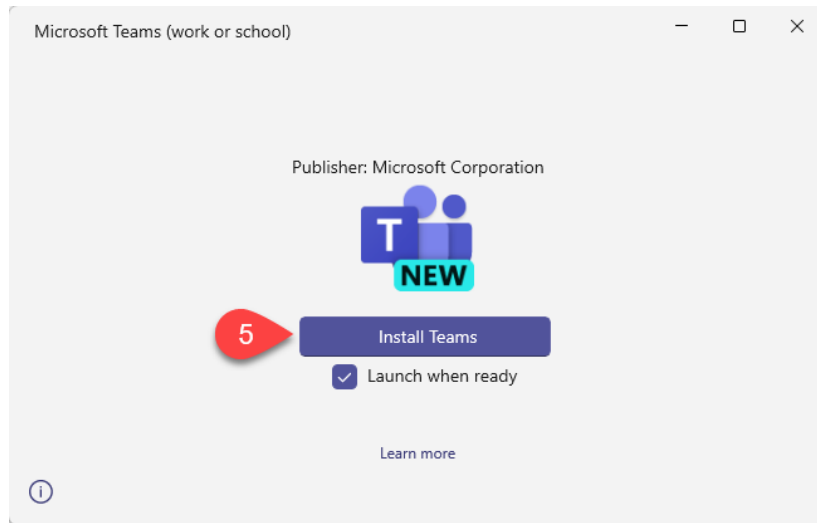 Microsoft Teams (work or school)
Publisher: Microsoft Corporation
T
NEW
5
Install Teams
Launch when ready
Learn more